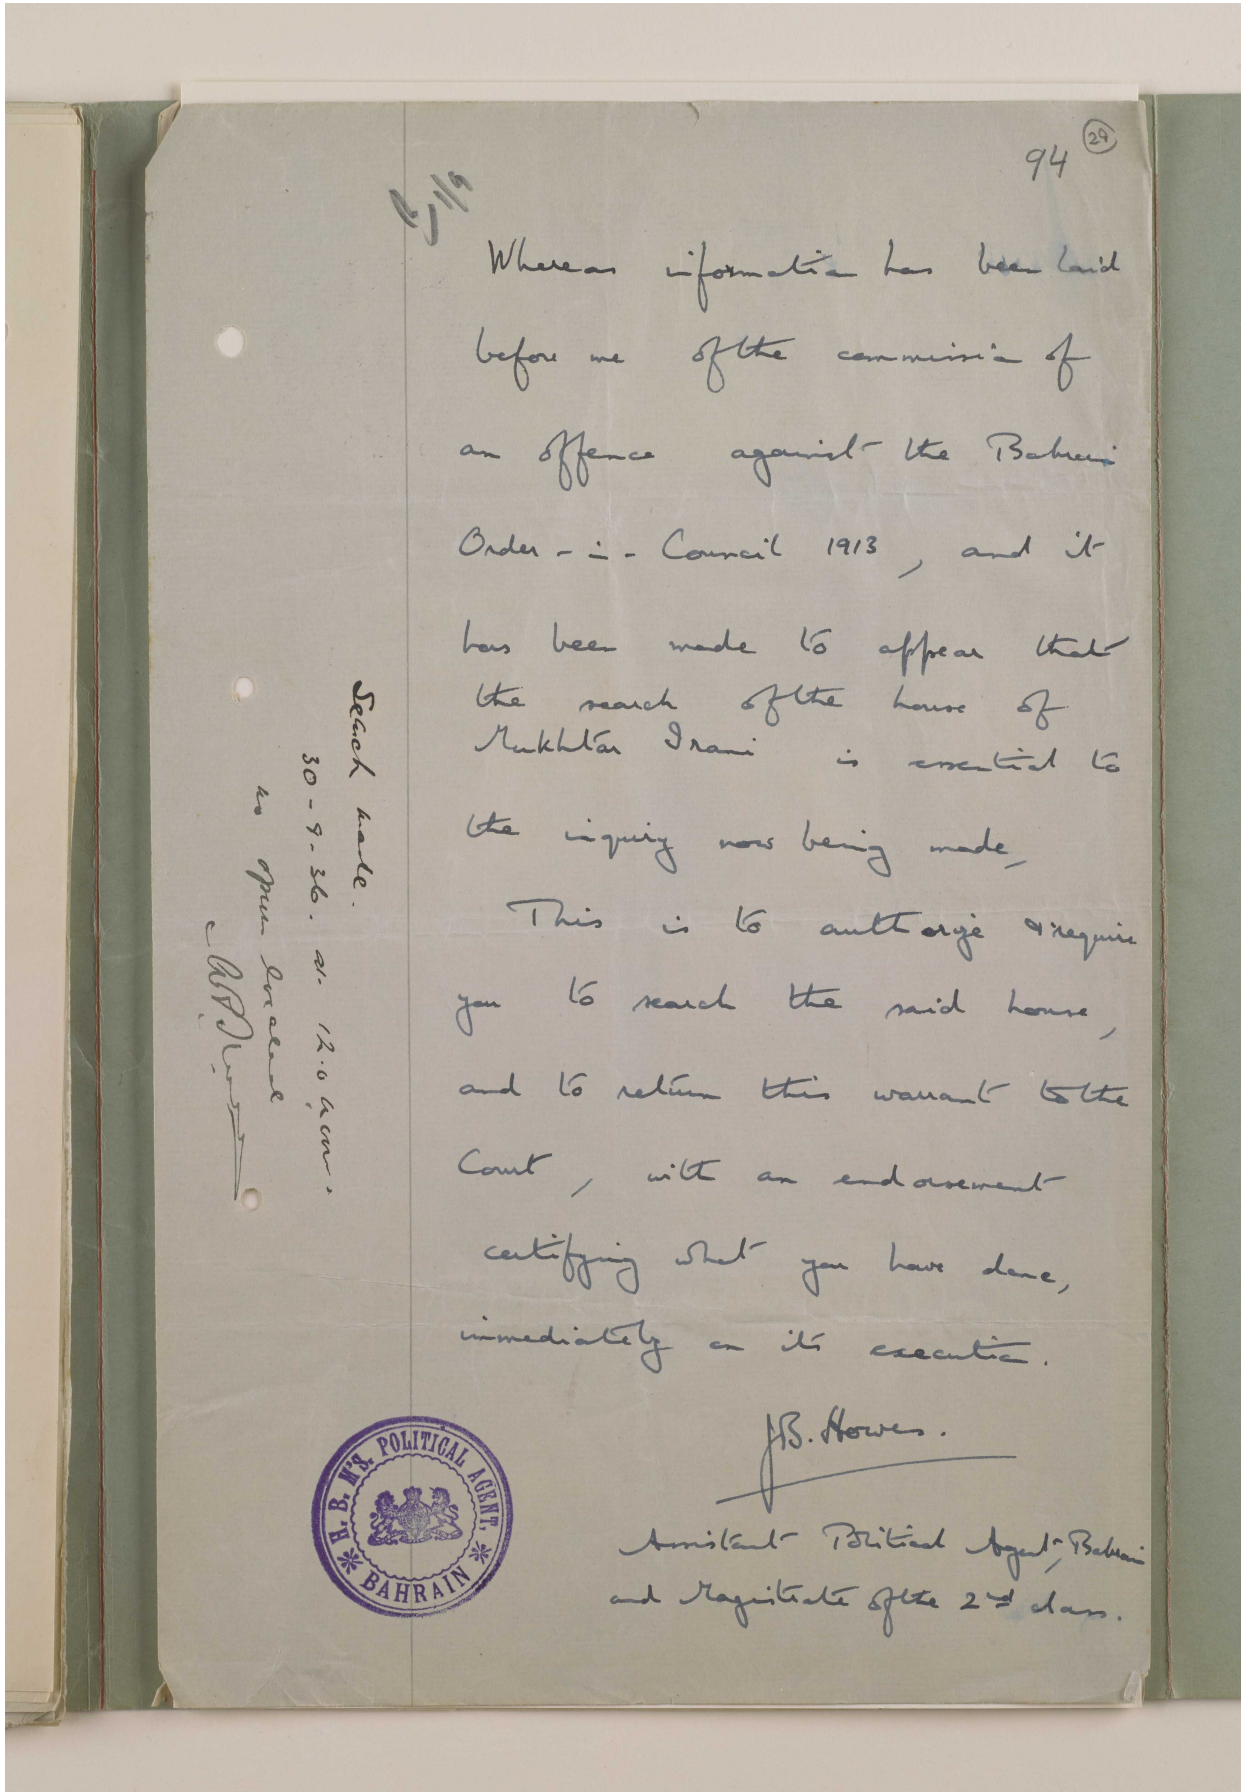 94
29
Whereas information has been laid
before me of the commission of
an offence against the Bahrain
Order-in-Council 1913, and it
has been made to appear that
the search of the house of
Mukhtar Irani is essential to
the inquiry now being made,
This is to authorize & require
you to search the said house,
and to return this warrant to the
Court, with an endorsement
certifying what you have done,
immediately on its execution.
J.B. Howes.
Assistant Political Agent, Bahrain
and Magistrate of the 2nd class.
H. B. M'S. POLITICAL AGENT.
BAHRAIN
Search made.
30-9-36. at 12.0 a.m.
no opium located